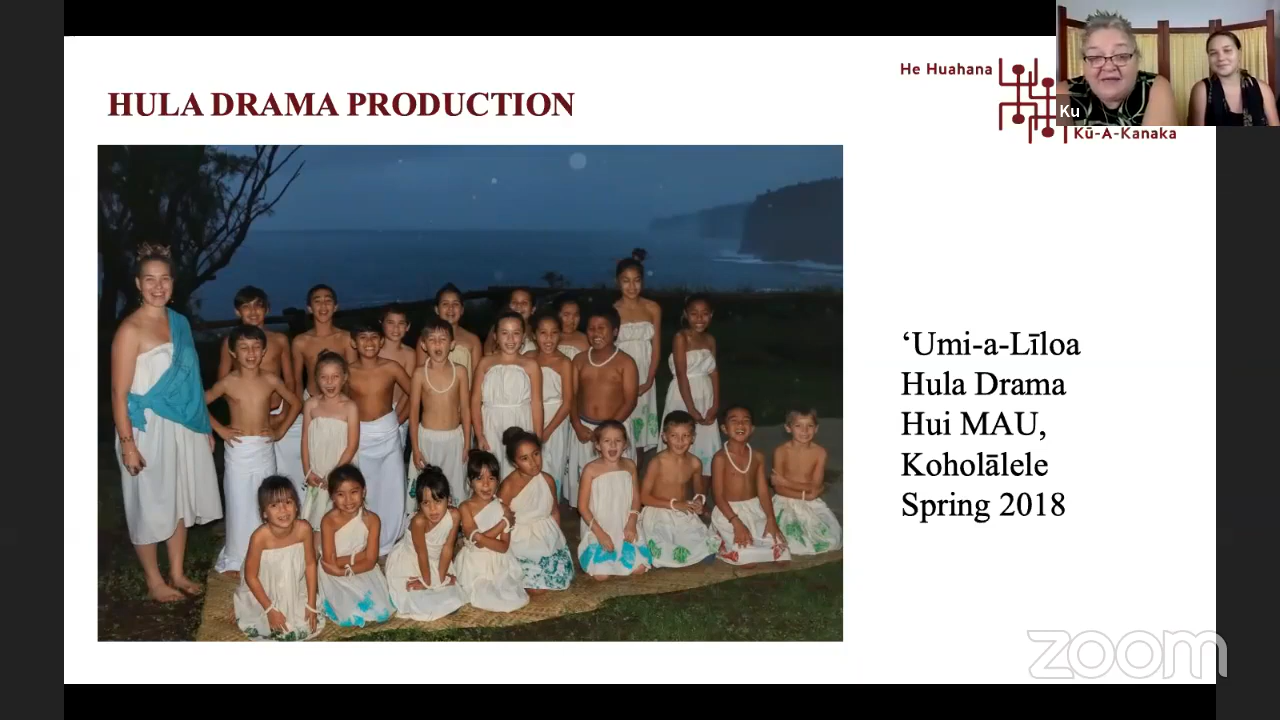 HULA DRAMA PRODUCTION
He Huahana
Kū-A-Kanaka
Ku
ʻUmi-a-Līloa
Hula Drama
Hui MAU,
Koholālele
Spring 2018
zoom